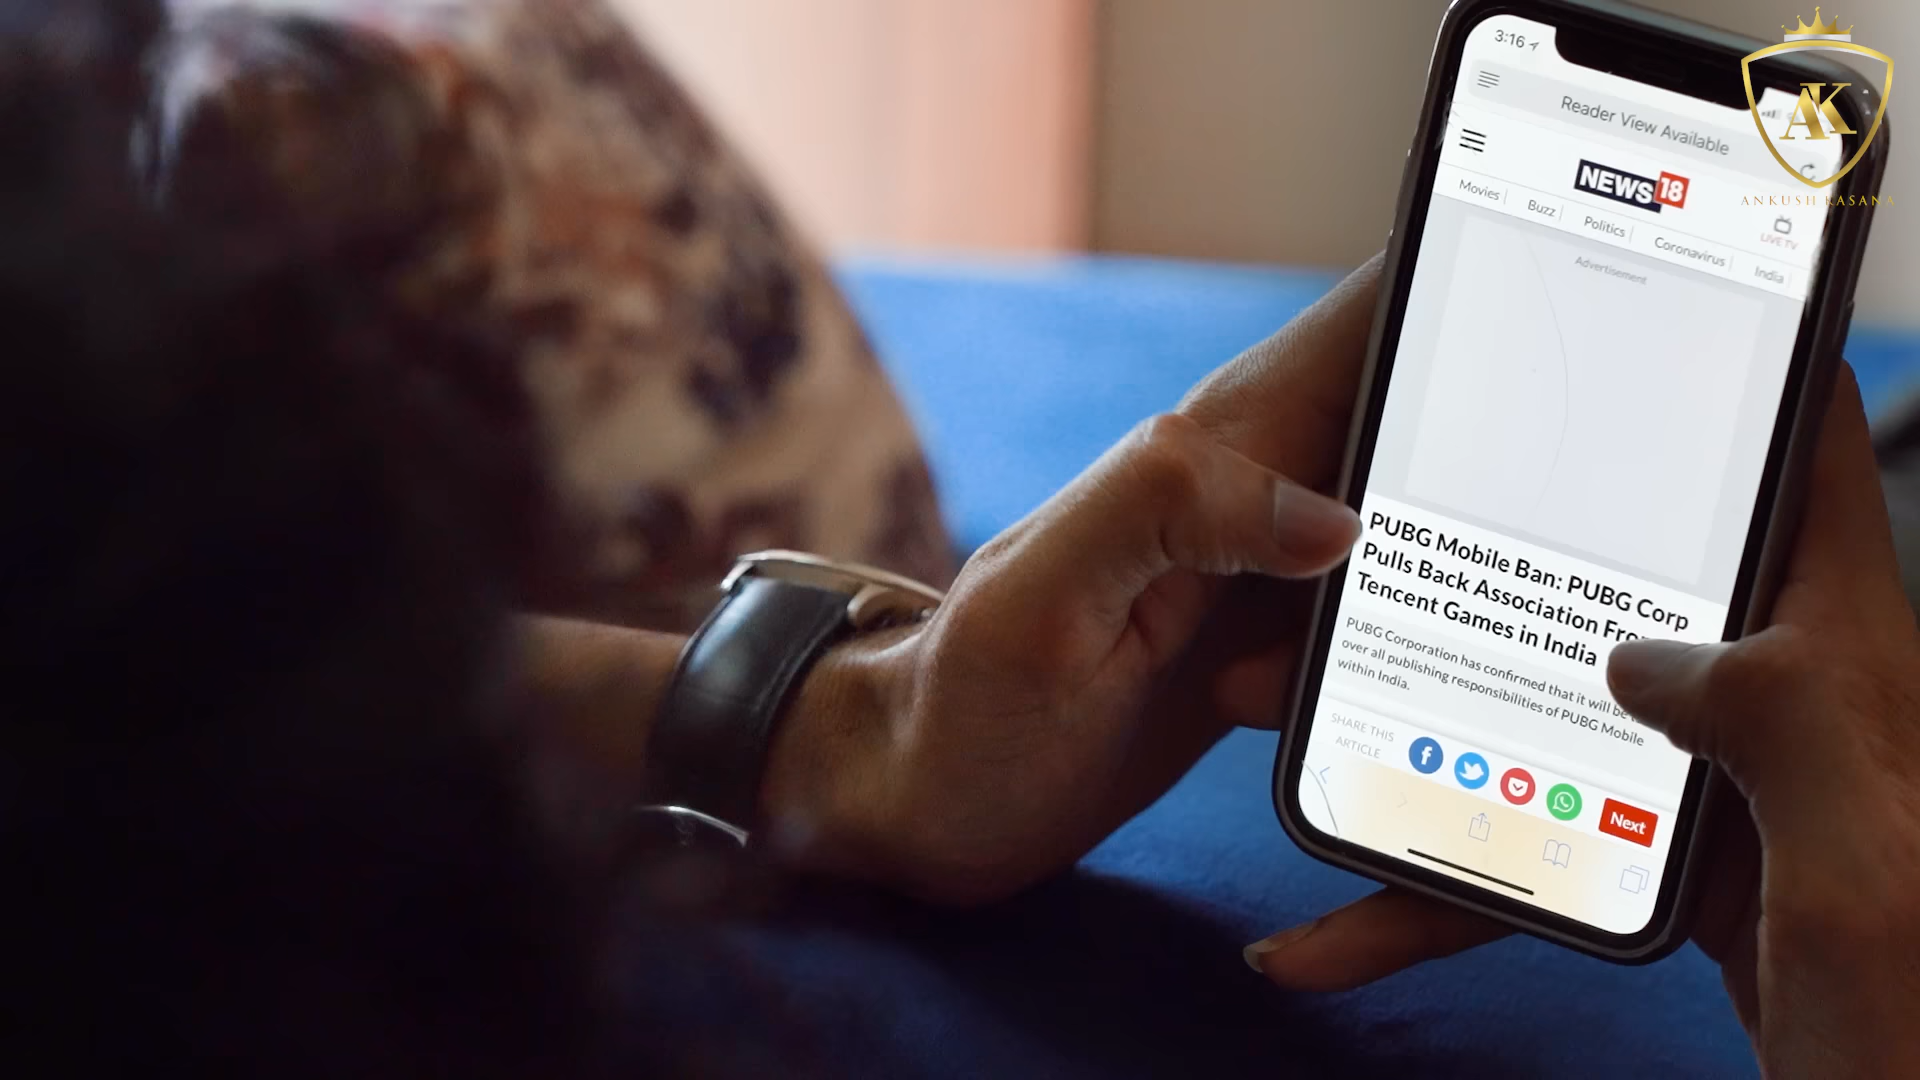 3:16
Reader View Available
NEWS 18
Movies Buzz Politics Coronavirus India
LIVE TV
Advertisement
PUBG Mobile Ban: PUBG Corp
Pulls Back Association
Tencent Games in India
PUBG Corporation has confirmed that it will be
over all publishing responsibilities of PUBG Mobile
within India.
SHARE THIS
ARTICLE
Next
AK
ANKUSH KASANA